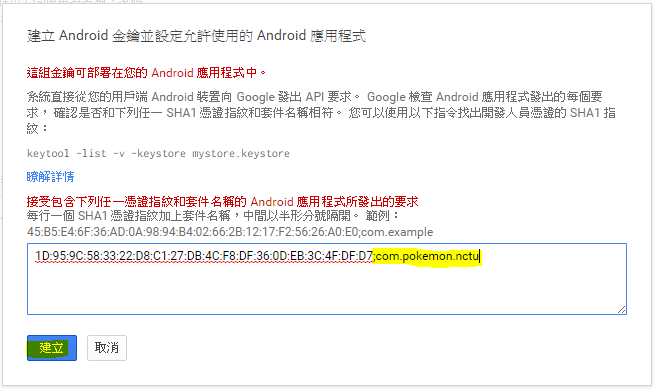 建立 Android 金鑰並設定允許使用的 Android 應用程式
這組金鑰可部署在您的 Android 應用程式中。
系統直接從您的用戶端 Android 裝置向 Google 發出 API 要求。 Google 檢查 Android 應用程式發出的每個要
求， 確認是否和下列任一 SHA1 憑證指紋和套件名稱相符。 您可以使用以下指令找出開發人員憑證的 SHA1 指
紋：
keytool -list -v -keystore mystore.keystore
瞭解詳情
接受包含下列任一憑證指紋和套件名稱的 Android 應用程式所發出的要求
每行一個 SHA1 憑證指紋加上套件名稱，中間以半形分號隔開。 範例：
45:B5:E4:6F:36:AD:0A:98:94:B4:02:66:2B:12:17:F2:56:26:A0:E0;com.example
1D:95:9C:58:33:22:D8:C1:27:DB:4C:F8:DF:36:0D:EB:3C:4F:DF:D7;com.pokemon.nctu
建立 取消